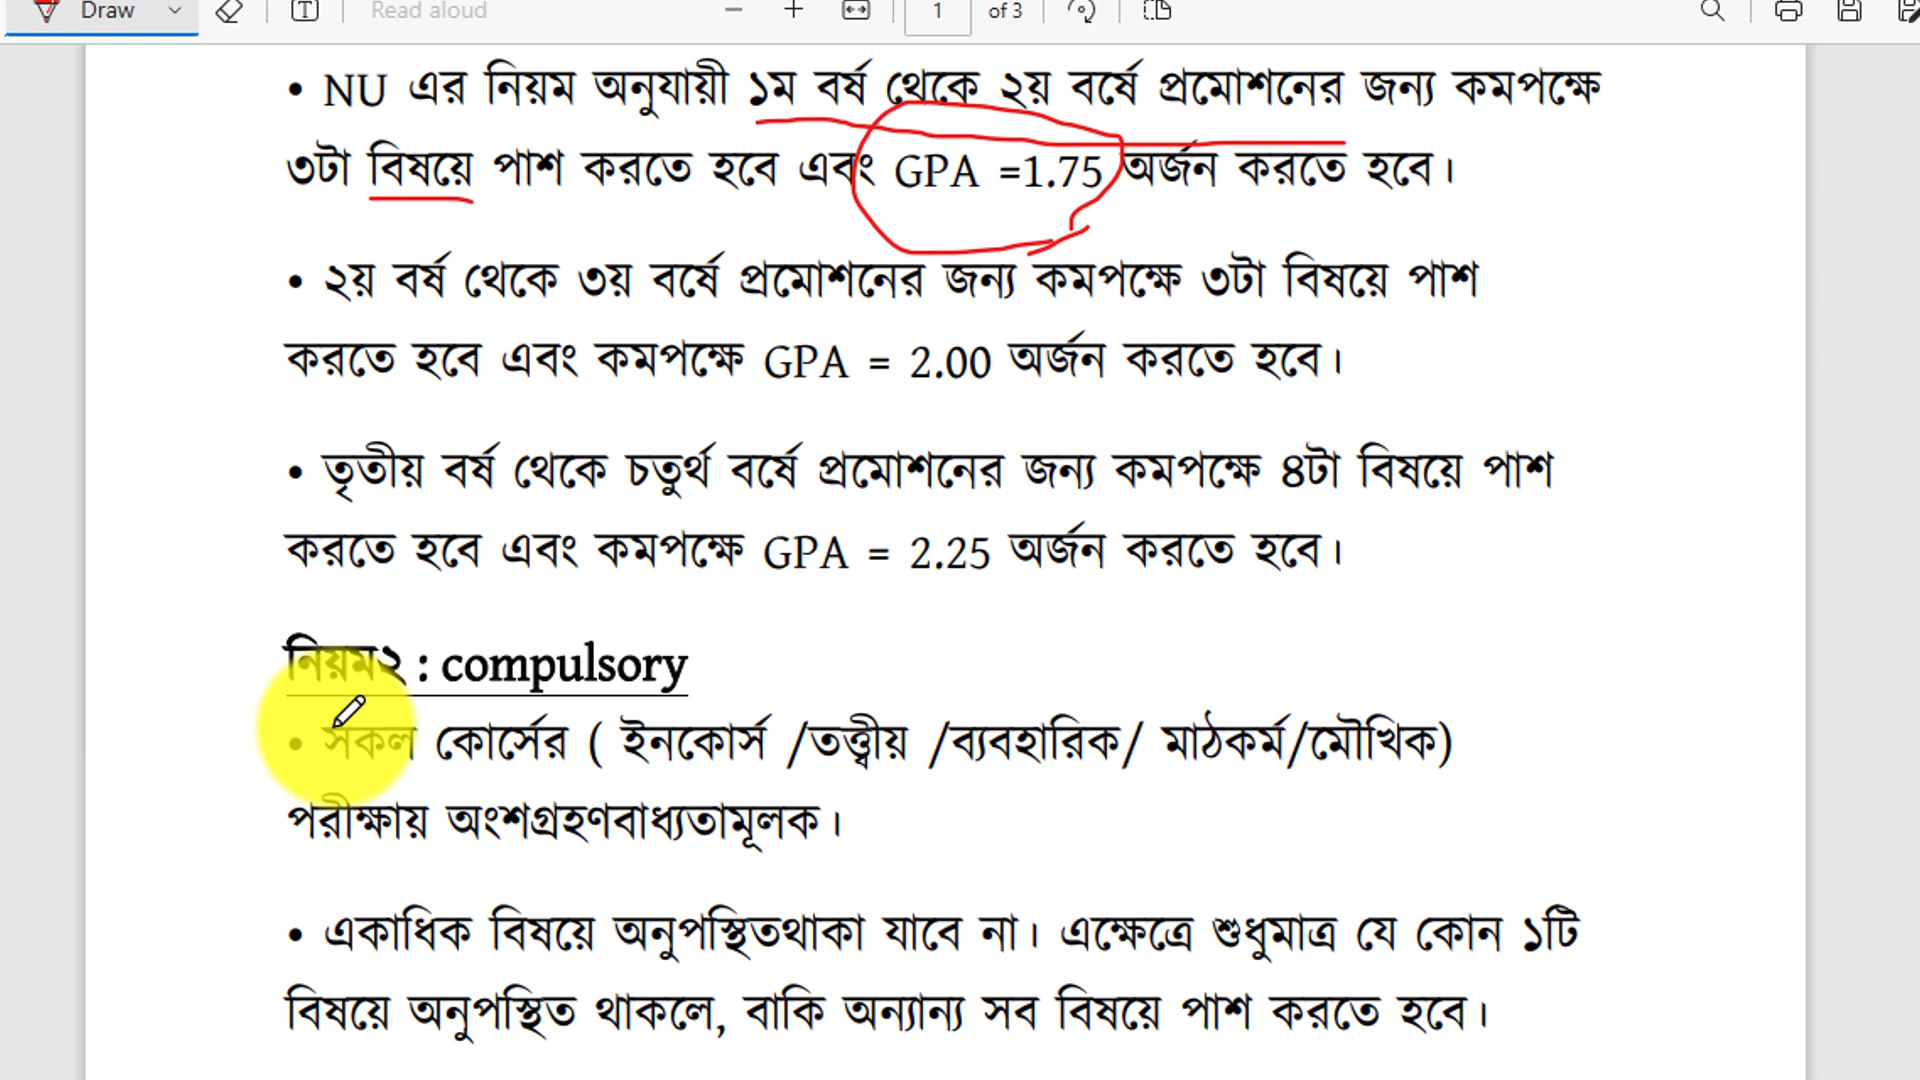 Draw
Read aloud
1 of 3
• NU এর নিয়ম অনুযায়ী ১ম বর্ষ থেকে ২য় বর্ষে প্রমোশনের জন্য কমপক্ষে
৩টা বিষয়ে পাশ করতে হবে এবং GPA =1.75 অর্জন করতে হবে।
• ২য় বর্ষ থেকে ৩য় বর্ষে প্রমোশনের জন্য কমপক্ষে ৩টা বিষয়ে পাশ
করতে হবে এবং কমপক্ষে GPA = 2.00 অর্জন করতে হবে।
• তৃতীয় বর্ষ থেকে চতুর্থ বর্ষে প্রমোশনের জন্য কমপক্ষে ৪টা বিষয়ে পাশ
করতে হবে এবং কমপক্ষে GPA = 2.25 অর্জন করতে হবে।
নিয়ম২ : compulsory
• সকল কোর্সের ( ইনকোর্স /তত্ত্বীয় /ব্যবহারিক/ মাঠকর্ম/মৌখিক)
পরীক্ষায় অংশগ্রহণবাধ্যতামূলক।
• একাধিক বিষয়ে অনুপস্থিতথাকা যাবে না। এক্ষেত্রে শুধুমাত্র যে কোন ১টি
বিষয়ে অনুপস্থিত থাকলে, বাকি অন্যান্য সব বিষয়ে পাশ করতে হবে।